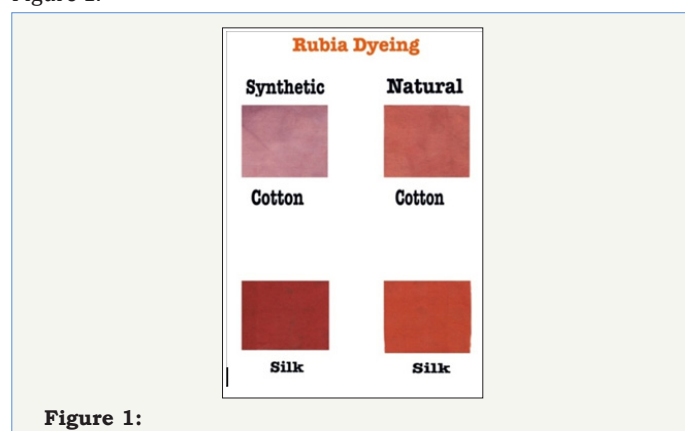 Rubia Dyeing
Synthetic Natural
Cotton Cotton
Silk Silk
Figure 1: